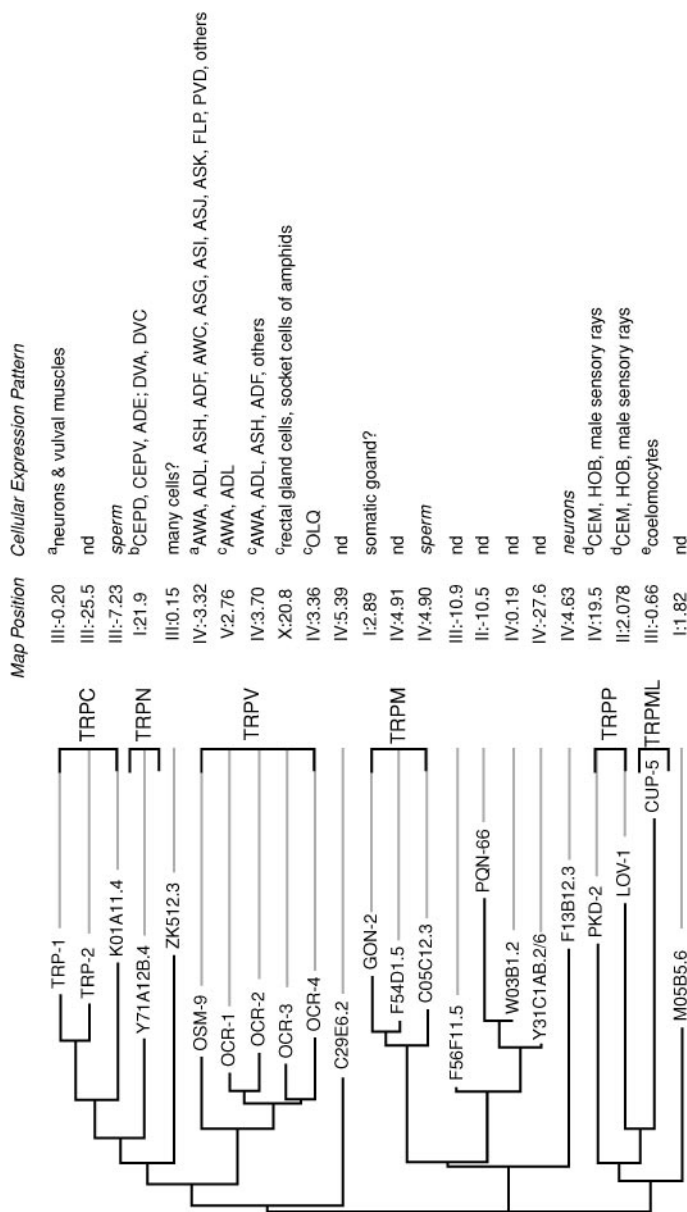 Map Position Cellular Expression Pattern
TRP-1 III:-0.20 aneurons & vulval muscles
TRP-2 TRPC III:-25.5 nd
K01A11.4 III:-7.23 sperm
Y71A12B.4 TRPN I:21.9 bCEPD, CEPV, ADE; DVA, DVC
ZK512.3 III:0.15 many cells?
OSM-9 IV:-3.32 aAWA, ADL, ASH, ADF, AWC, ASG, ASI, ASJ, ASK, FLP, PVD, others
OCR-1 V:2.76 cAWA, ADL
OCR-2 TRPV IV:3.70 cAWA, ADL, ASH, ADF, others
OCR-3 X:20.8 crectal gland cells, socket cells of amphids
OCR-4 IV:3.36 cOLQ
C29E6.2 IV:5.39 nd
GON-2 I:2.89 somatic goand?
F54D1.5 TRPM IV:4.91 nd
C05C12.3 IV:4.90 sperm
F56F11.5 III:-10.9 nd
PQN-66 II:-10.5 nd
W03B1.2 IV:0.19 nd
Y31C1AB.2/6 IV:-27.6 nd
F13B12.3 IV:4.63 neurons
PKD-2 TRPP IV:19.5 dCEM, HOB, male sensory rays
LOV-1 II:2.078 dCEM, HOB, male sensory rays
CUP-5 TRPML III:-0.66 ecoelomocytes
M05B5.6 I:1.82 nd